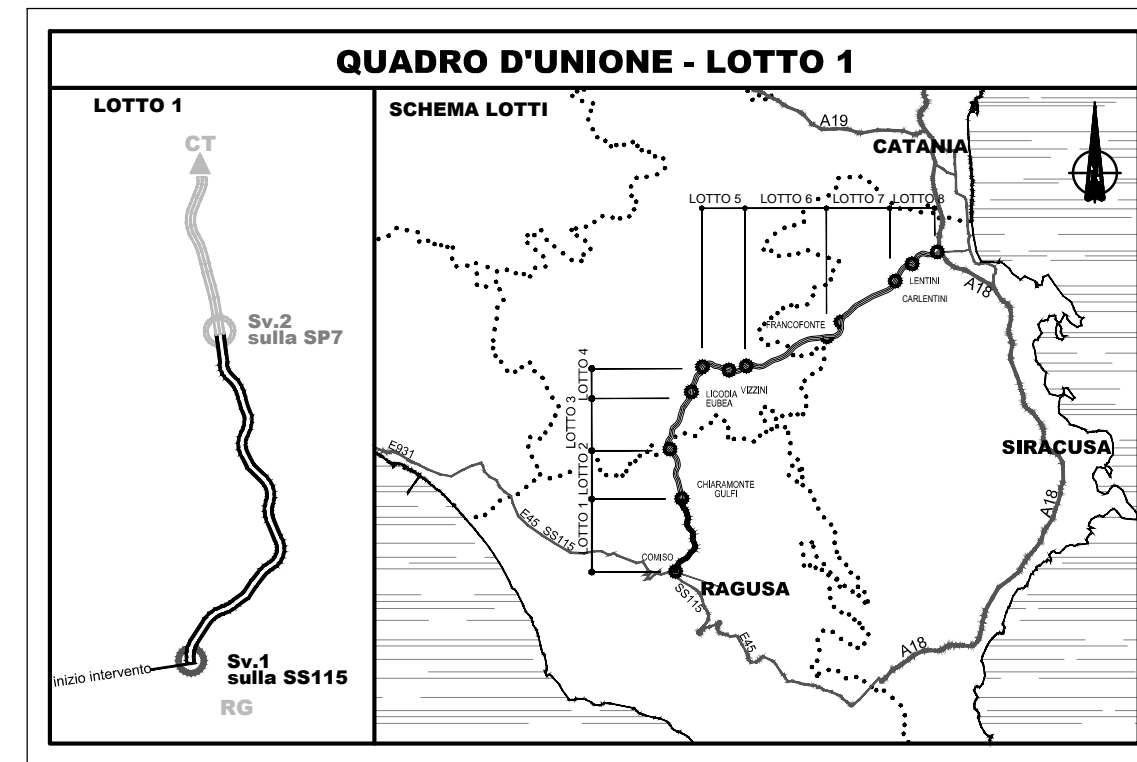 QUADRO D'UNIONE - LOTTO 1
LOTTO 1
CT
Sv.2
sulla SP7
Sv.1
sulla SS115
inizio intervento
RG
SCHEMA LOTTI
A19
CATANIA
LOTTO 5
LOTTO 6
LOTTO 7
LOTTO 8
LENTINI
CARLENTINI
A18
FRANCOFONTE
LOTTO 4
LOTTO 3
LOTTO 2
LOTTO 1
LICODIA
EUBEA
VIZZINI
SIRACUSA
E931
CHIARAMONTE
GULFI
A18
E45 SS115
COMISO
RAGUSA
SS115
E45
A18